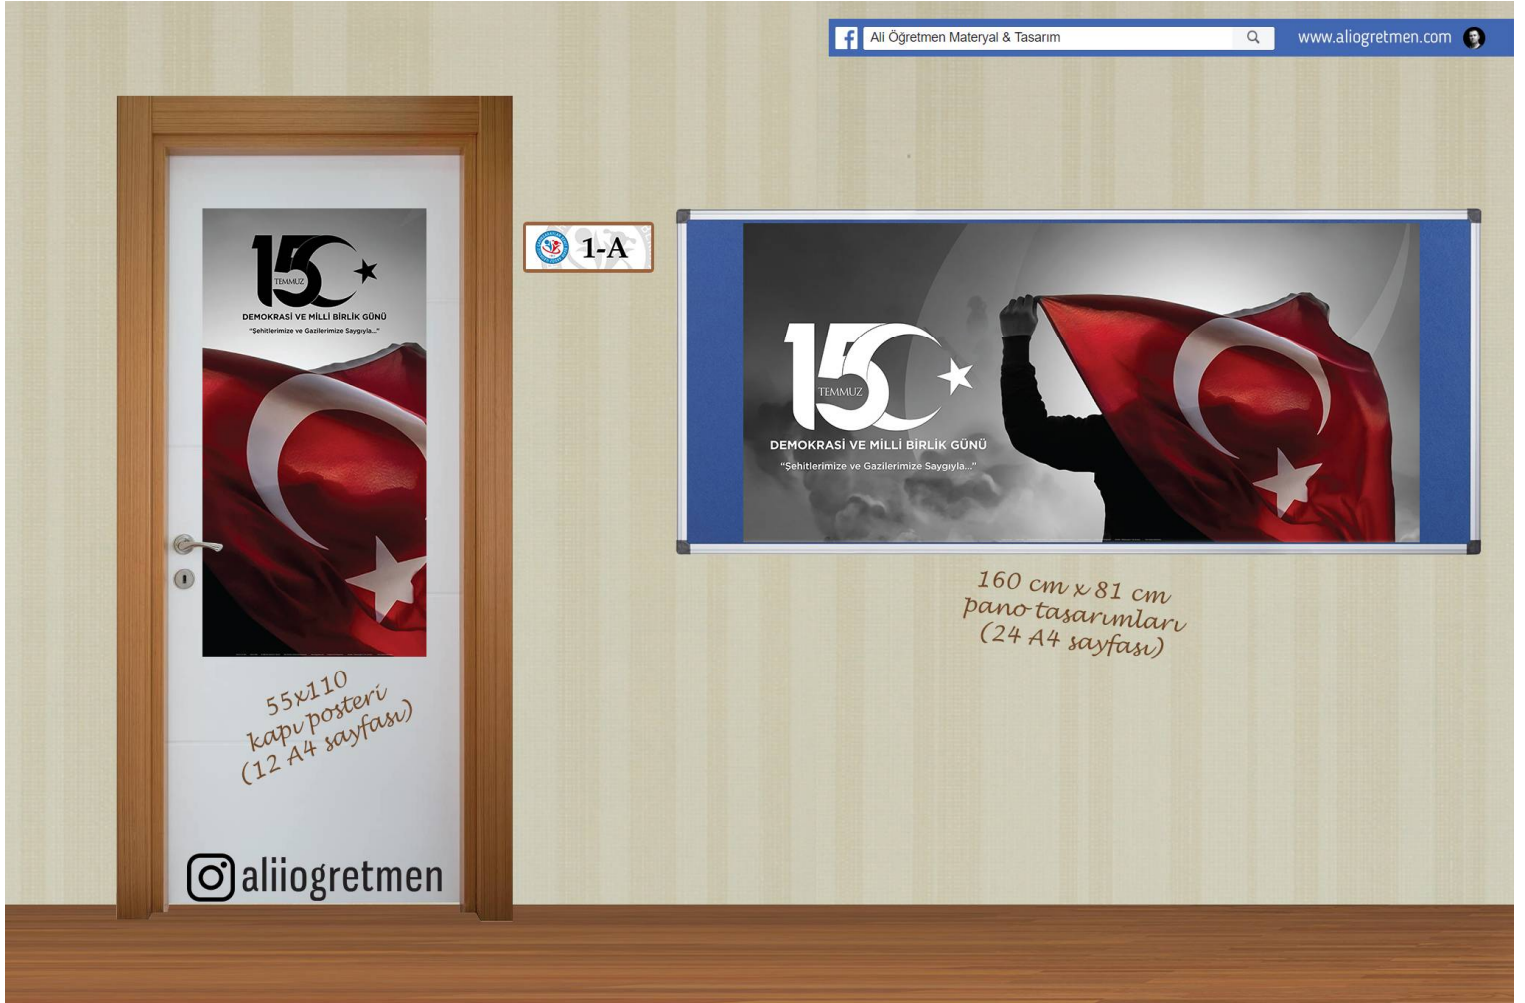 Ali Öğretmen Materyal & Tasarım
www.aliogretmen.com
15
TEMMUZ
DEMOKRASİ VE MİLLİ BİRLİK GÜNÜ
"Şehitlerimize ve Gazilerimize Saygıyla..."
1-A
15
TEMMUZ
DEMOKRASİ VE MİLLİ BİRLİK GÜNÜ
"Şehitlerimize ve Gazilerimize Saygıyla..."
160 cm x 81 cm
pano tasarımları
(24 A4 sayfası)
55x110
kapı posteri
(12 A4 sayfası)
aliiogretmen